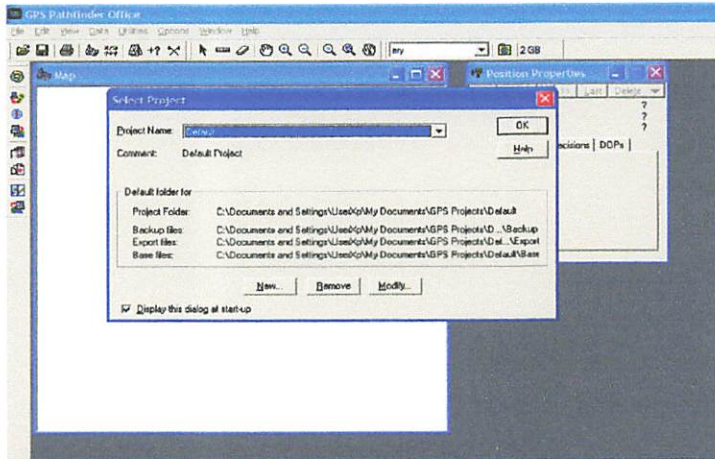 GPS Pathfinder Office
File Edit View Data Utilities Options Window Help
2 GB
Map
Position Properties
Last Delete
?
?
?
DOPs
Select Project
Project Name: Default
OK
Comment: Default Project
Help
Default folder for
Project Folder: C:\Documents and Settings\UserXp\My Documents\GPS Projects\Default
Backup files: C:\Documents and Settings\UserXp\My Documents\GPS Projects\D...\Backup
Export files: C:\Documents and Settings\UserXp\My Documents\GPS Projects\Def...\Export
Base files: C:\Documents and Settings\UserXp\My Documents\GPS Projects\Default\Base
New... Remove Modify...
Display this dialog at start-up